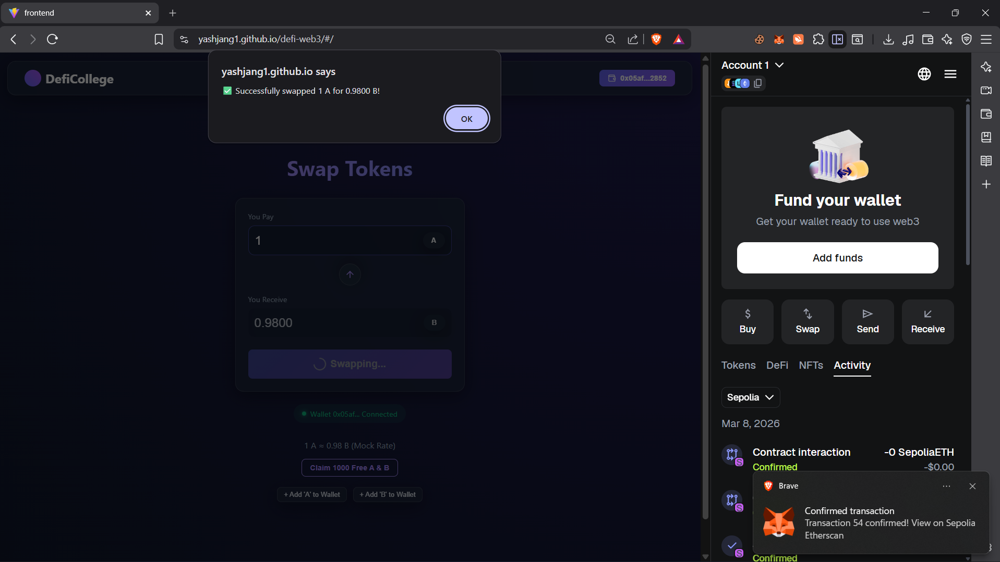 frontend
yashjang1.github.io/defi-web3/#/
DefiCollege
0x05af...2852
yashjang1.github.io says
✅ Successfully swapped 1 A for 0.9800 B!
OK
Swap Tokens
You Pay
1
A
You Receive
0.9800
B
Swapping...
Wallet 0x05af... Connected
1 A ≈ 0.98 B (Mock Rate)
Claim 1000 Free A & B
+ Add 'A' to Wallet
+ Add 'B' to Wallet
Account 1
Fund your wallet
Get your wallet ready to use web3
Add funds
Buy
Swap
Send
Receive
Tokens DeFi NFTs Activity
Sepolia
Mar 8, 2026
Contract interaction -0 SepoliaETH
Confirmed -$0.00
Brave
Confirmed transaction
Transaction 54 confirmed! View on Sepolia
Etherscan
Confirmed